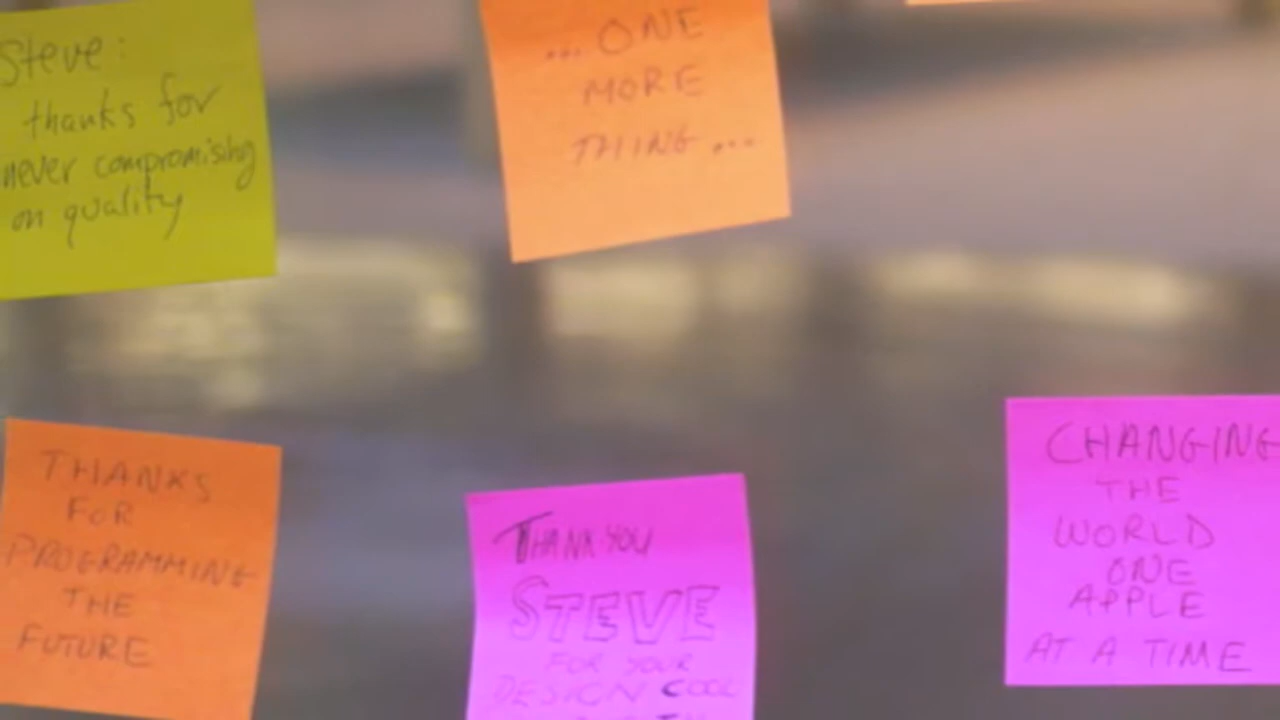 Steve:
thanks for
never compromising
on quality
... ONE
MORE
THING ...
THANKS
FOR
PROGRAMMING
THE
FUTURE
THANK YOU
STEVE
FOR YOUR
DESIGN COOL
CHANGING
THE
WORLD
ONE
APPLE
AT A TIME